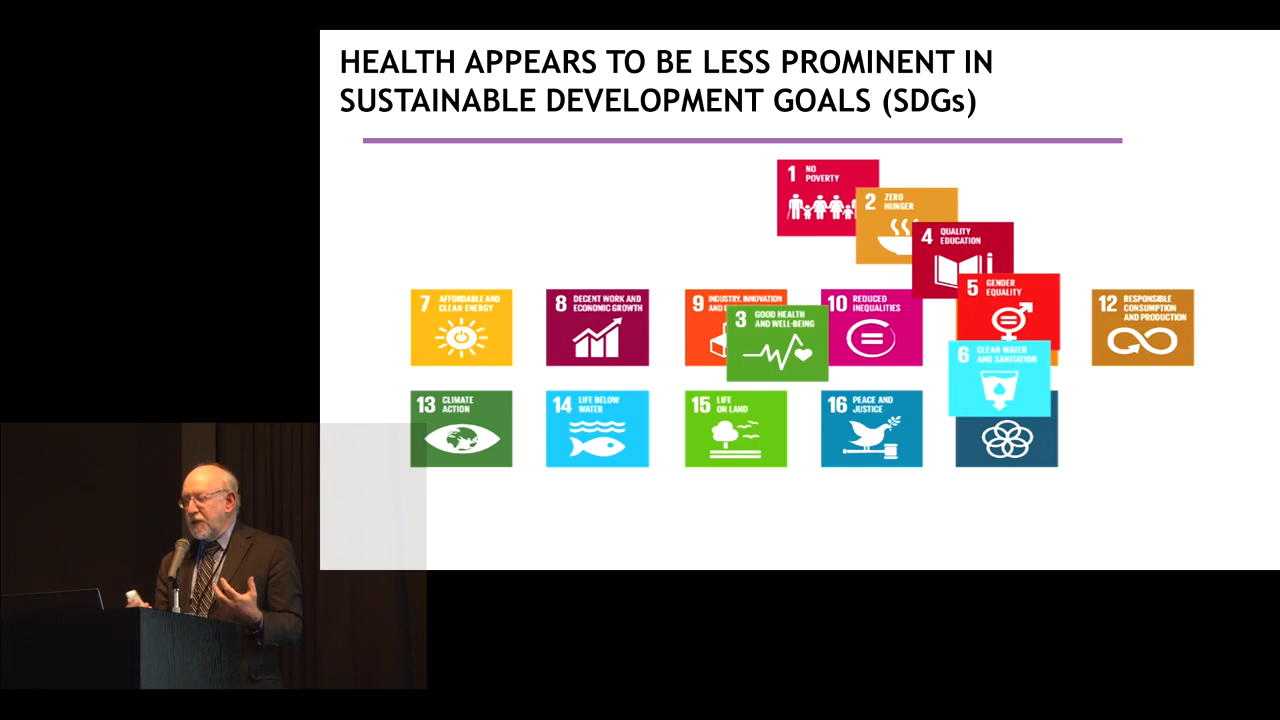 HEALTH APPEARS TO BE LESS PROMINENT IN
SUSTAINABLE DEVELOPMENT GOALS (SDGs)
1 NO
POVERTY
2 ZERO
HUNGER
4 QUALITY
EDUCATION
5 GENDER
EQUALITY
7 AFFORDABLE AND
CLEAN ENERGY
8 DECENT WORK AND
ECONOMIC GROWTH
9 INDUSTRY, INNOVATION
AND
3 GOOD HEALTH
AND WELL-BEING
10 REDUCED
INEQUALITIES
12 RESPONSIBLE
CONSUMPTION
AND PRODUCTION
6 CLEAN WATER
AND SANITATION
13 CLIMATE
ACTION
14 LIFE BELOW
WATER
15 LIFE
ON LAND
16 PEACE AND
JUSTICE